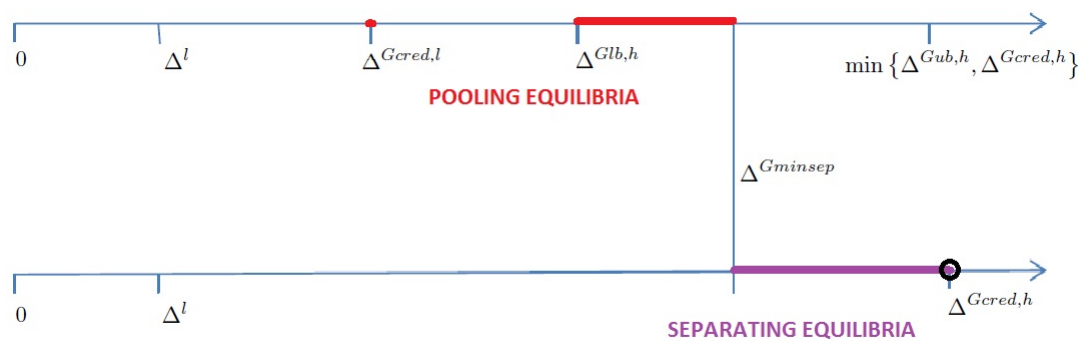 0 Δ^l Δ^{Gcred,l} Δ^{Glb,h} min {Δ^{Gub,h}, Δ^{Gcred,h}}
POOLING EQUILIBRIA
Δ^{Gminsep}
0 Δ^l Δ^{Gcred,h}
SEPARATING EQUILIBRIA